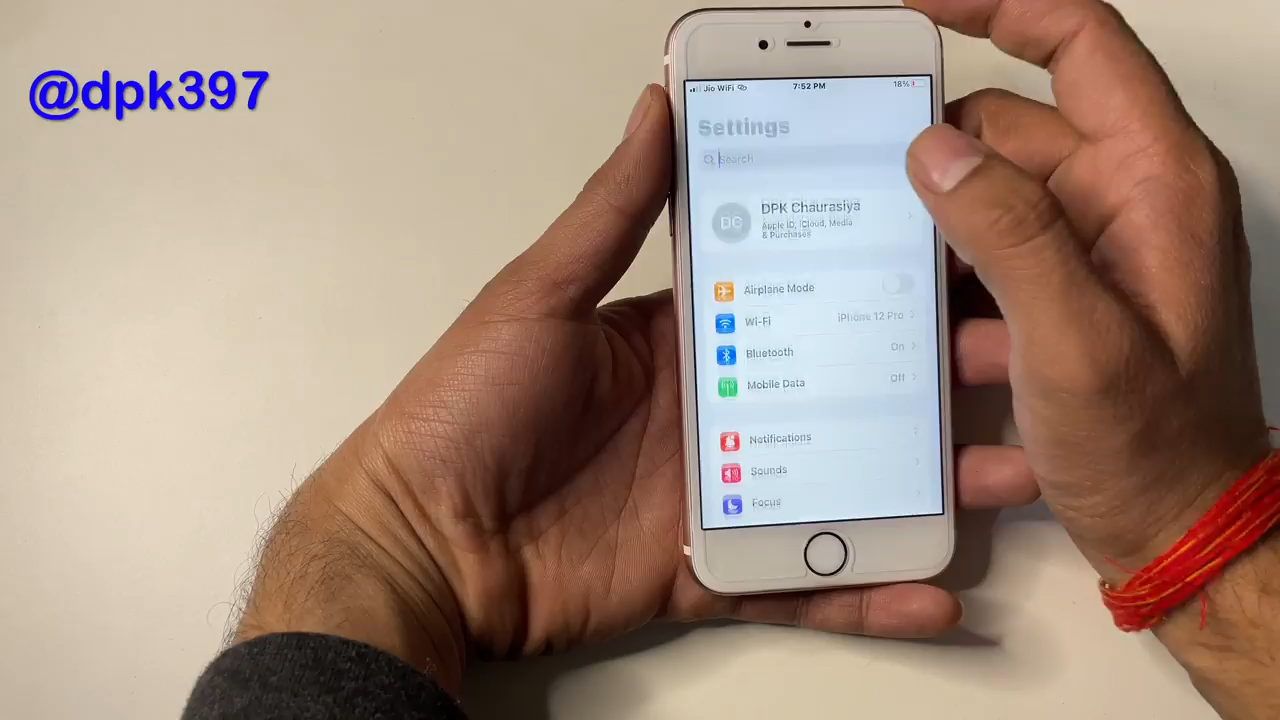 @dpk397
Jio WiFi 7:52 PM 18%
Settings
Search
DC
DPK Chaurasiya
Apple ID, iCloud, Media
& Purchases
Airplane Mode
Wi-Fi iPhone 12 Pro
Bluetooth On
Mobile Data Off
Notifications
Sounds
Focus